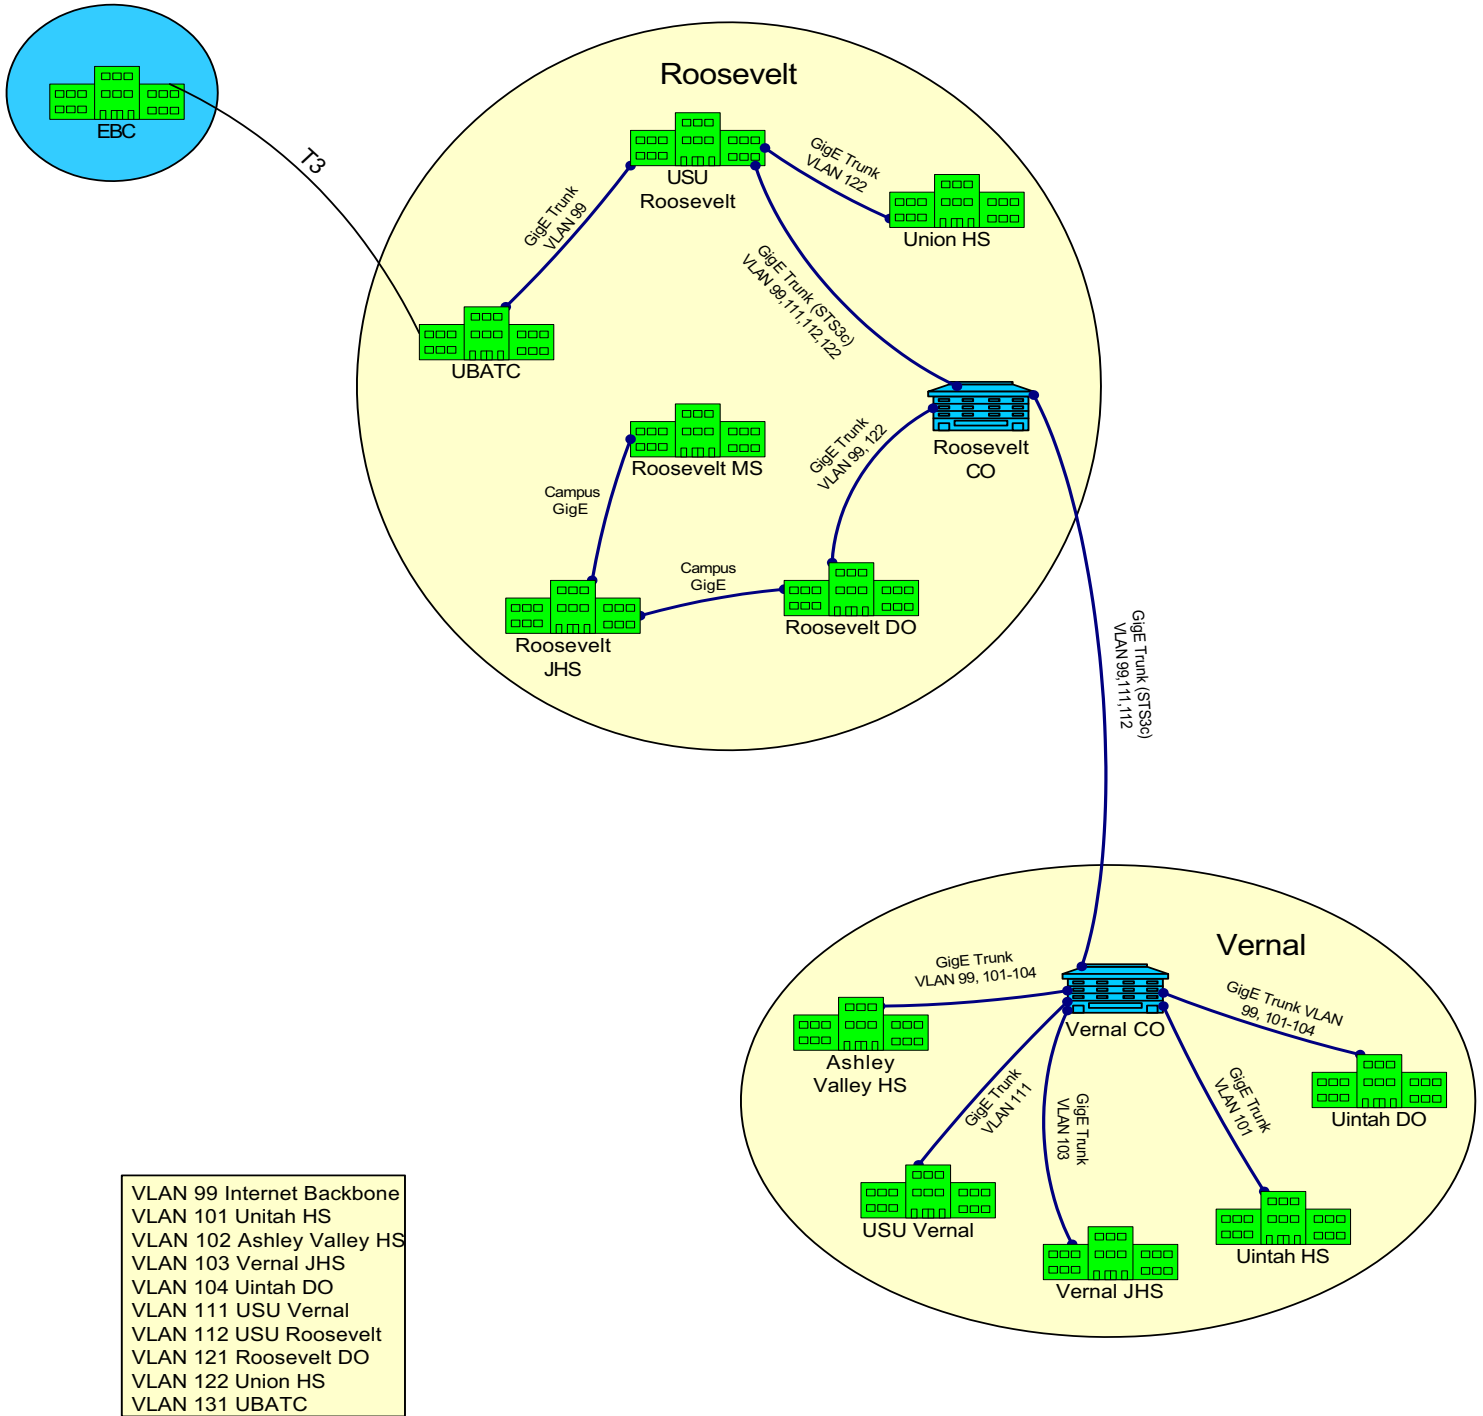 EBC
T3
Roosevelt
USU
Roosevelt
GigE Trunk
VLAN 122
Union HS
GigE Trunk
VLAN 99
GigE Trunk (STS3c)
VLAN 99,111,112,122
UBATC
Roosevelt MS
GigE Trunk
VLAN 99, 122
Roosevelt
CO
Campus
GigE
Campus
GigE
Roosevelt DO
Roosevelt
JHS
GigE Trunk (STS3c)
VLAN 99,111,112
Vernal
GigE Trunk
VLAN 99, 101-104
GigE Trunk VLAN
99, 101-104
Vernal CO
Ashley
Valley HS
GigE Trunk
VLAN 111
GigE Trunk
VLAN 103
GigE Trunk
VLAN 101
Uintah DO
USU Vernal
Uintah HS
Vernal JHS
VLAN 99 Internet Backbone
VLAN 101 Unitah HS
VLAN 102 Ashley Valley HS
VLAN 103 Vernal JHS
VLAN 104 Uintah DO
VLAN 111 USU Vernal
VLAN 112 USU Roosevelt
VLAN 121 Roosevelt DO
VLAN 122 Union HS
VLAN 131 UBATC